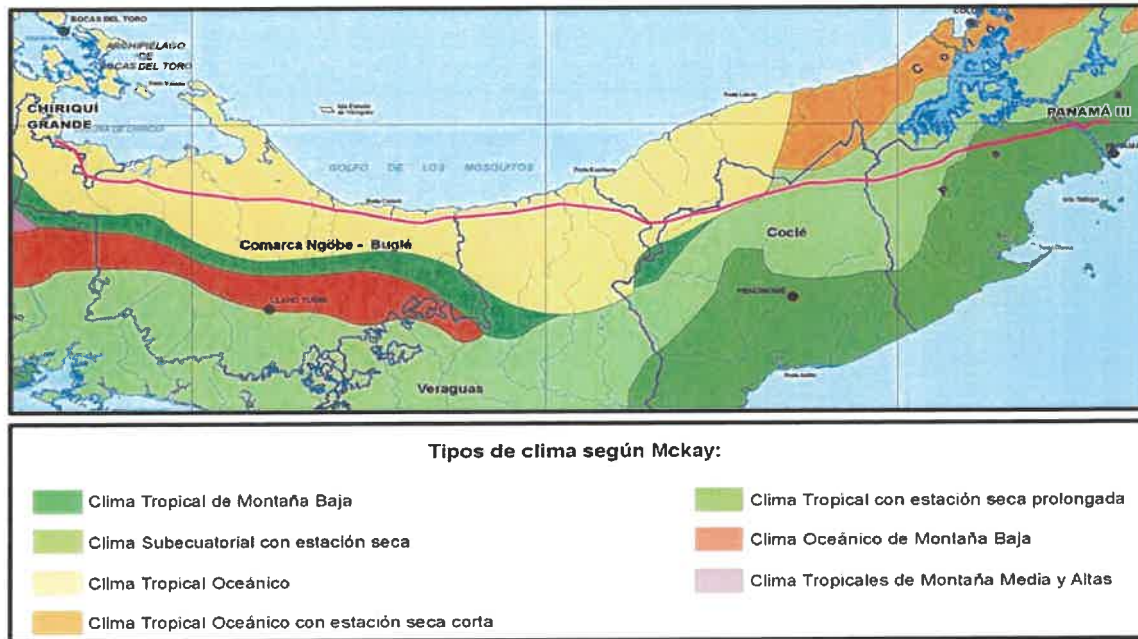 BOCAS DEL TORO
ARCHIPIÉLAGO
DE
BOCAS DEL TORO
CHIRIQUÍ
GRANDE
GOLFO DE LOS MOSQUITOS
PANAMÁ III
Comarca Ngöbe - Buglé
Coclé
LLANO TUGRI
PENONOMÉ
Veraguas
Tipos de clima según Mckay:
Clima Tropical de Montaña Baja
Clima Subecuatorial con estación seca
Clima Tropical Oceánico
Clima Tropical Oceánico con estación seca corta
Clima Tropical con estación seca prolongada
Clima Oceánico de Montaña Baja
Clima Tropicales de Montaña Media y Altas